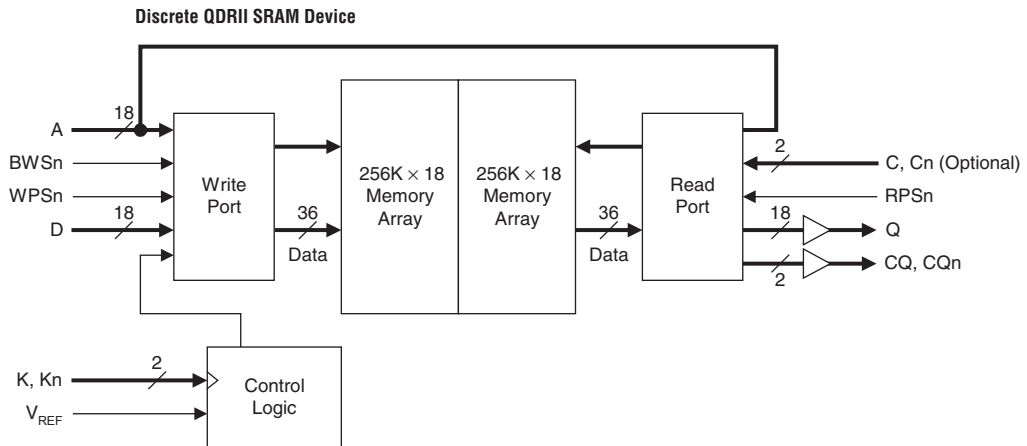 Discrete QDRII SRAM Device
A
18
BWSn
WPSn
D
18
Write
Port
36
Data
256K × 18
Memory
Array
256K × 18
Memory
Array
36
Data
Read
Port
2
C, Cn (Optional)
RPSn
18
Q
2
CQ, CQn
K, Kn
2
VREF
Control
Logic